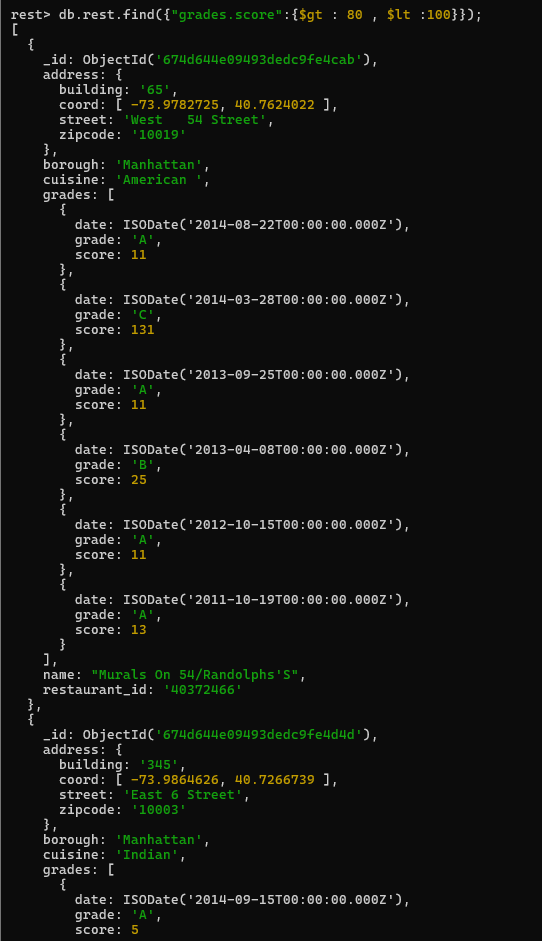 rest> db.rest.find({"grades.score":{$gt : 80 , $lt :100}});
[
  {
    _id: ObjectId('674d644e09493dedc9fe4cab'),
    address: {
      building: '65',
      coord: [ -73.9782725, 40.7624022 ],
      street: 'West   54 Street',
      zipcode: '10019'
    },
    borough: 'Manhattan',
    cuisine: 'American ',
    grades: [
      {
        date: ISODate('2014-08-22T00:00:00.000Z'),
        grade: 'A',
        score: 11
      },
      {
        date: ISODate('2014-03-28T00:00:00.000Z'),
        grade: 'C',
        score: 131
      },
      {
        date: ISODate('2013-09-25T00:00:00.000Z'),
        grade: 'A',
        score: 11
      },
      {
        date: ISODate('2013-04-08T00:00:00.000Z'),
        grade: 'B',
        score: 25
      },
      {
        date: ISODate('2012-10-15T00:00:00.000Z'),
        grade: 'A',
        score: 11
      },
      {
        date: ISODate('2011-10-19T00:00:00.000Z'),
        grade: 'A',
        score: 13
      }
    ],
    name: "Murals On 54/Randolphs'S",
    restaurant_id: '40372466'
  },
  {
    _id: ObjectId('674d644e09493dedc9fe4d4d'),
    address: {
      building: '345',
      coord: [ -73.9864626, 40.7266739 ],
      street: 'East 6 Street',
      zipcode: '10003'
    },
    borough: 'Manhattan',
    cuisine: 'Indian',
    grades: [
      {
        date: ISODate('2014-09-15T00:00:00.000Z'),
        grade: 'A',
        score: 5